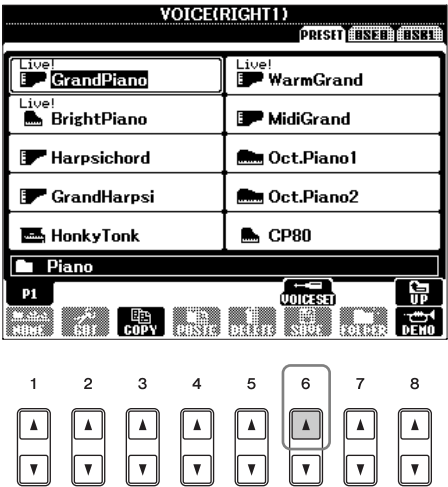 VOICE(RIGHT1)
PRESET USER USB1
Live! Live!
GrandPiano WarmGrand
Live!
BrightPiano MidiGrand
Harpsichord Oct.Piano1
GrandHarpsi Oct.Piano2
HonkyTonk CP80
Piano
P1 VOICESET UP
NAME CUT COPY PASTE DELETE SAVE FOLDER DEMO
1 2 3 4 5 6 7 8